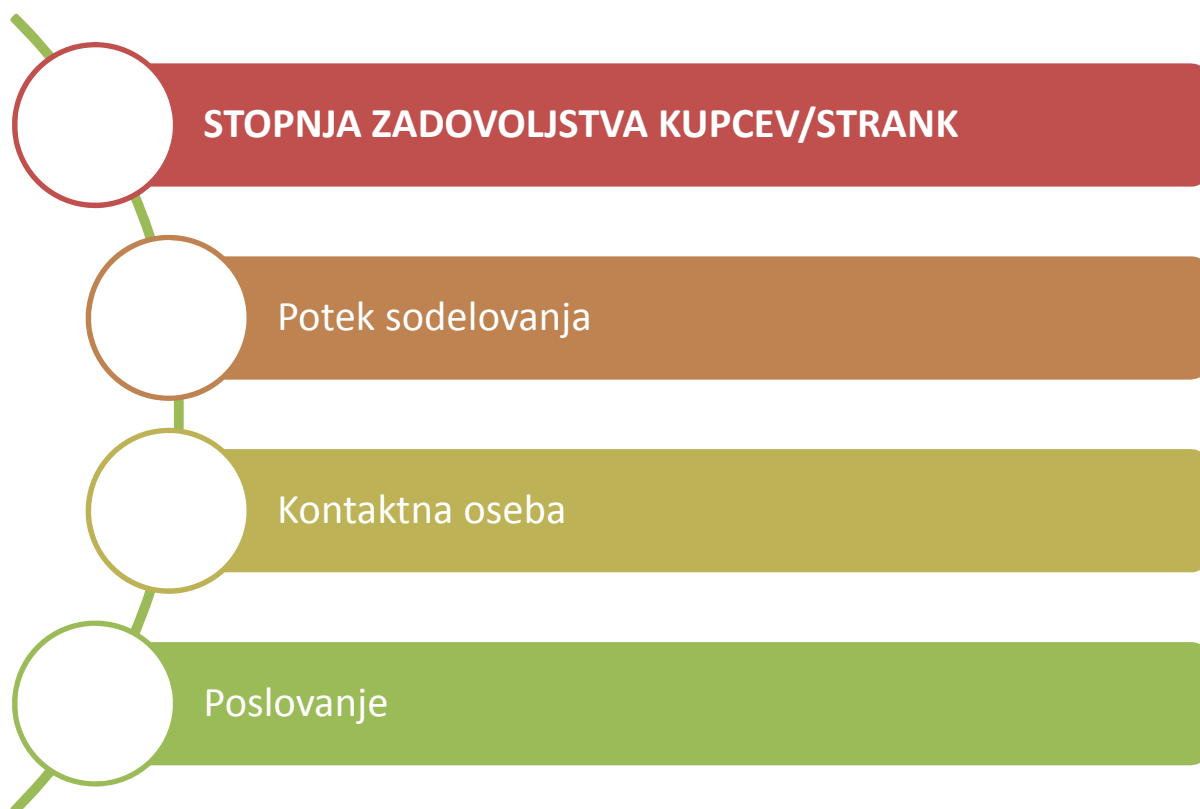 STOPNJA ZADOVOLJSTVA KUPCEV/STRANK
Potek sodelovanja
Kontaktna oseba
Poslovanje